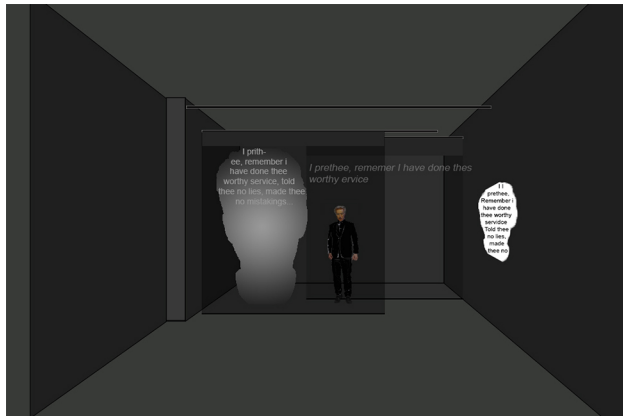 I prith-
ee, remember i
have done thee
worthy service, told
thee no lies, made thee
no mistakings...
I prethee, rememer I have done thes
worthy ervice
I I
prethee.
Remember i
have done
thee worthy
servidce
Told thee
no lies,
made
thee no